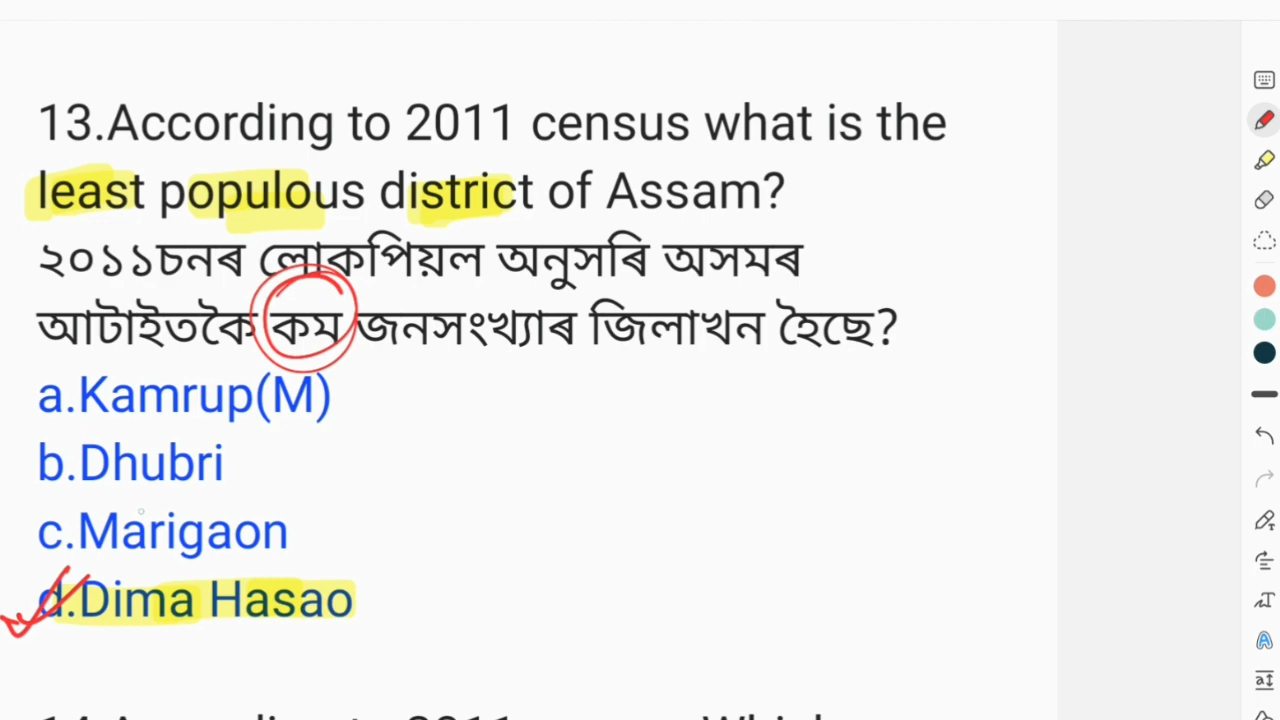 13.According to 2011 census what is the
least populous district of Assam?
২০১১চনৰ লোকপিয়ল অনুসৰি অসমৰ
আটাইতকৈ কম জনসংখ্যাৰ জিলাখন হৈছে?
a.Kamrup(M)
b.Dhubri
c.Marigaon
d.Dima Hasao